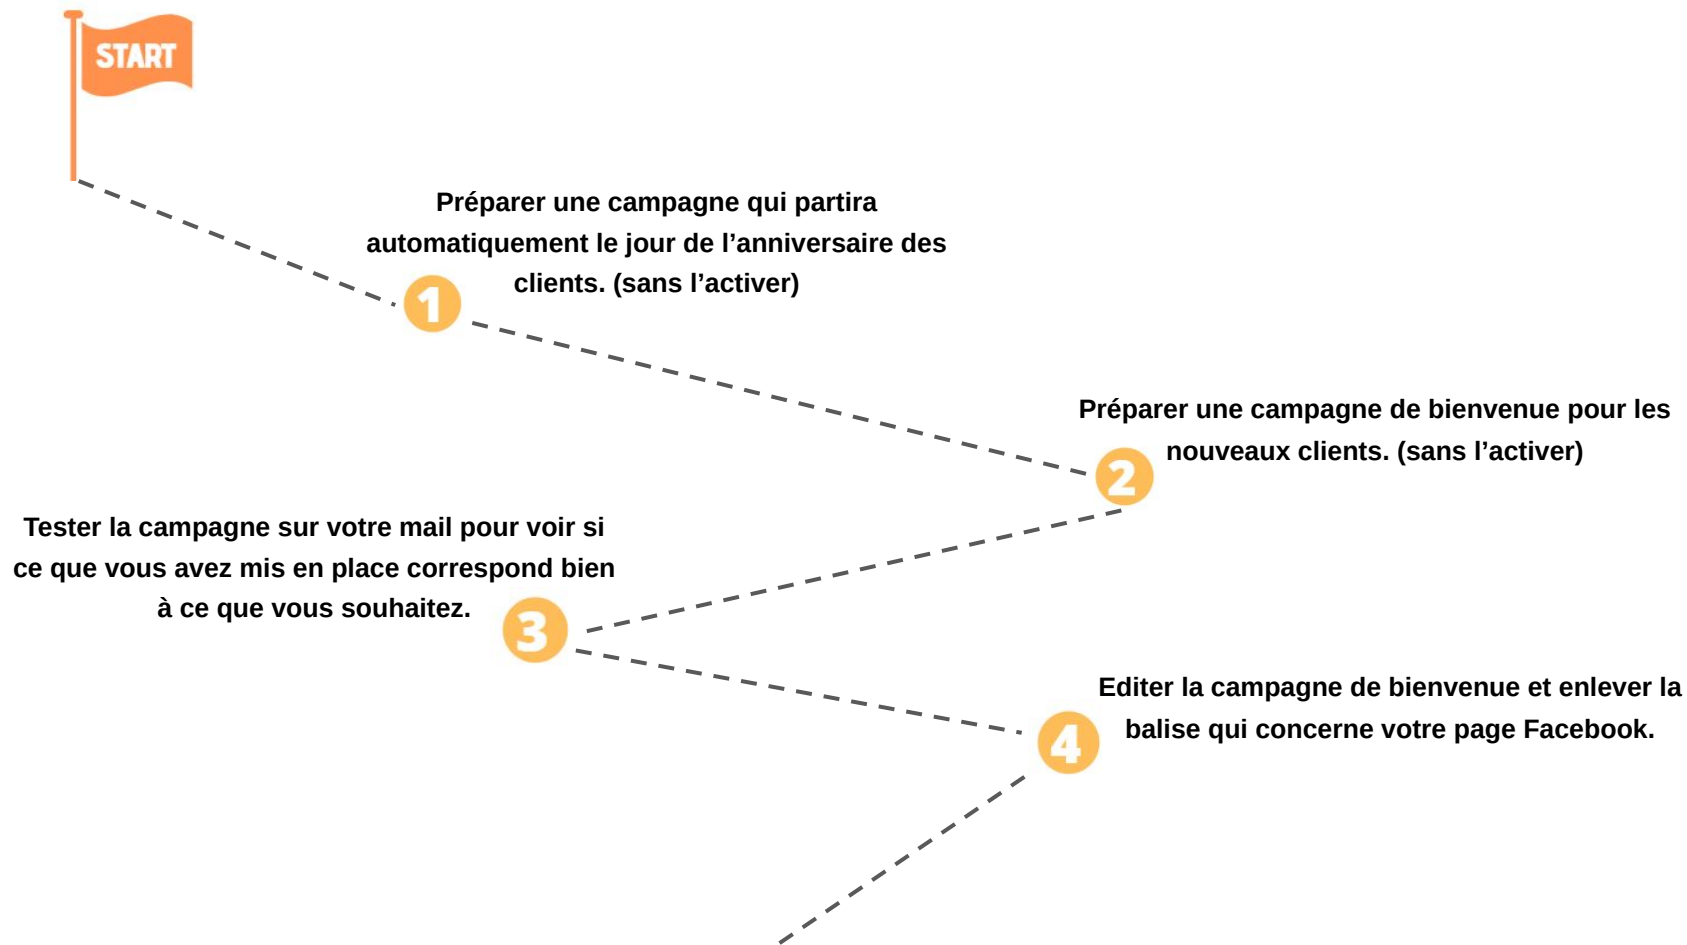 START
Préparer une campagne qui partira
automatiquement le jour de l’anniversaire des
clients. (sans l’activer)
1
Préparer une campagne de bienvenue pour les
nouveaux clients. (sans l’activer)
2
Tester la campagne sur votre mail pour voir si
ce que vous avez mis en place correspond bien
à ce que vous souhaitez.
3
Editer la campagne de bienvenue et enlever la
balise qui concerne votre page Facebook.
4